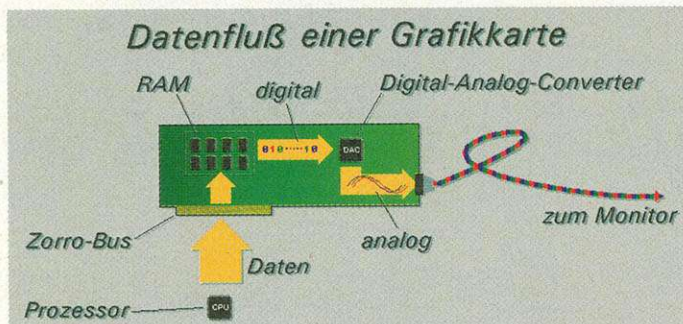 Datenfluß einer Grafikkarte
RAM
digital
Digital-Analog-Converter
010······10
DAC
Zorro-Bus
Daten
analog
zum Monitor
Prozessor
CPU